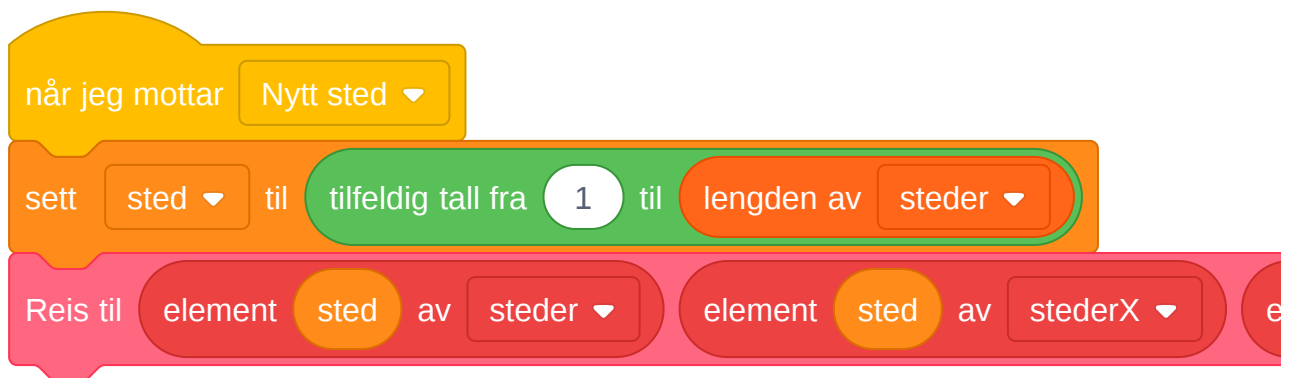 når jeg mottar Nytt sted
sett sted til tilfeldig tall fra 1 til lengden av steder
Reis til element sted av steder element sted av stederX